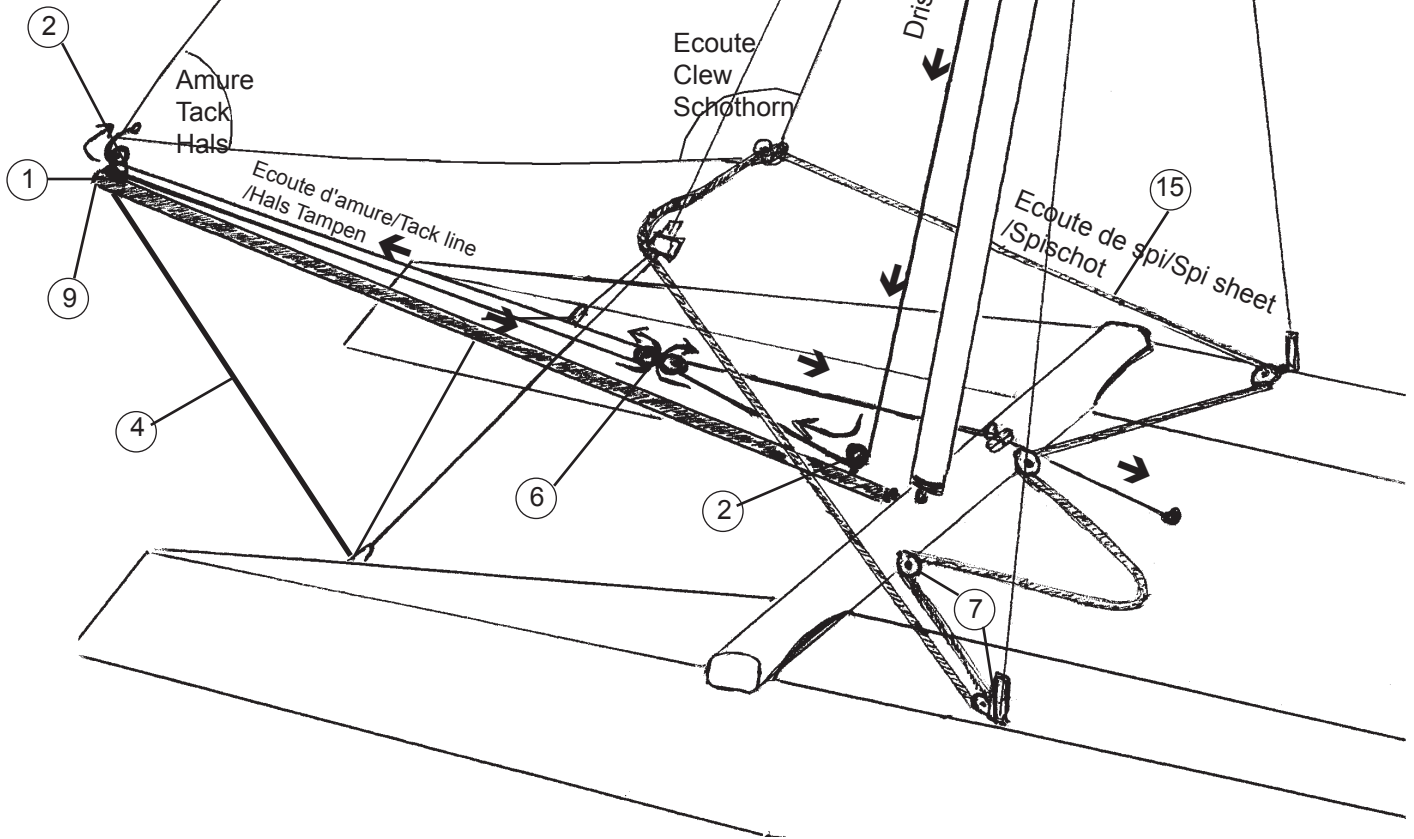 2
Amure
Tack
Hals
Ecoute
Clew
Schothorn
Dris
1
Ecoute d'amure/Tack line
/Hals Tampen
15
Ecoute de spi/Spi sheet
/Spischot
9
4
6
2
7